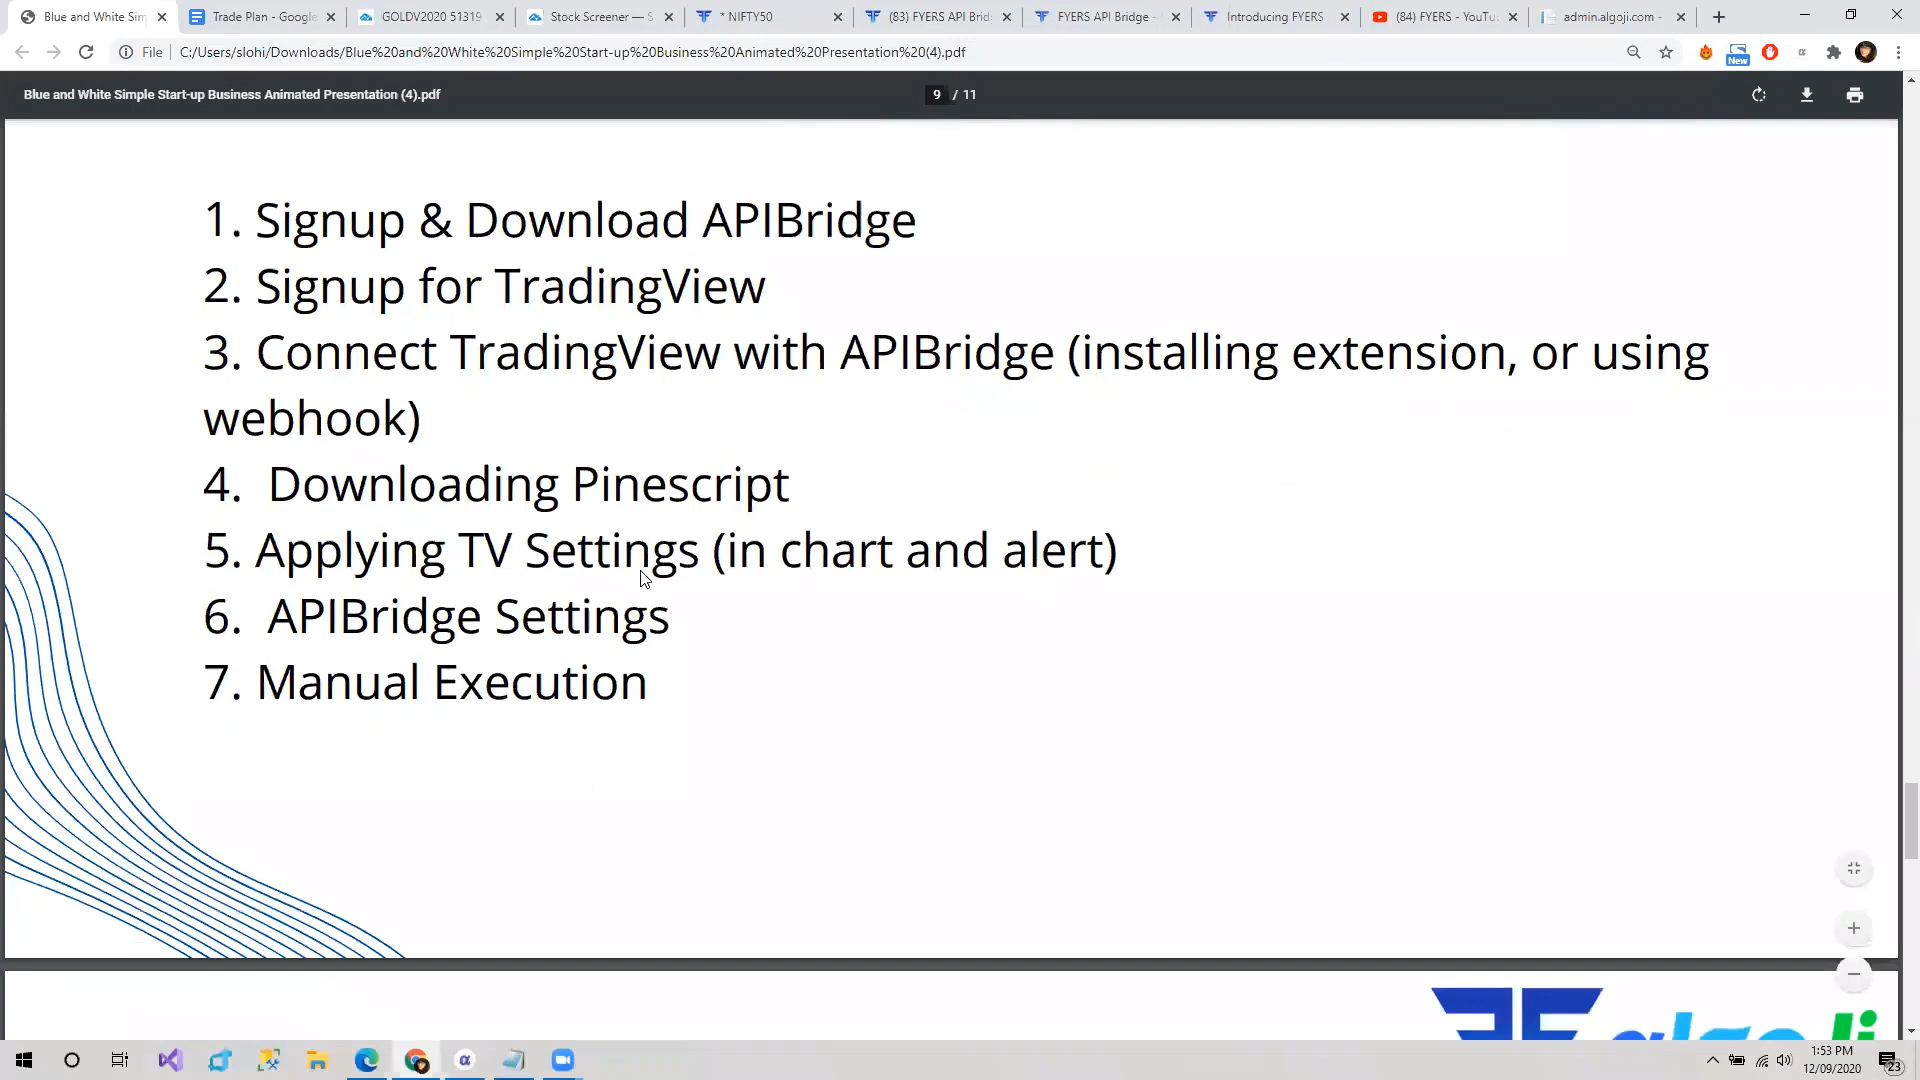 Blue and White Sim
Trade Plan - Google
GOLDV2020 51319
Stock Screener — S
* NIFTY50
(83) FYERS API Brid
FYERS API Bridge -
Introducing FYERS
(84) FYERS - YouTu
admin.algoji.com -
File
C:/Users/slohi/Downloads/Blue%20and%20White%20Simple%20Start-up%20Business%20Animated%20Presentation%20(4).pdf
New
Blue and White Simple Start-up Business Animated Presentation (4).pdf
9 / 11
1. Signup & Download APIBridge
2. Signup for TradingView
3. Connect TradingView with APIBridge (installing extension, or using
webhook)
4. Downloading Pinescript
5. Applying TV Settings (in chart and alert)
6. APIBridge Settings
7. Manual Execution
1:53 PM
12/09/2020
23